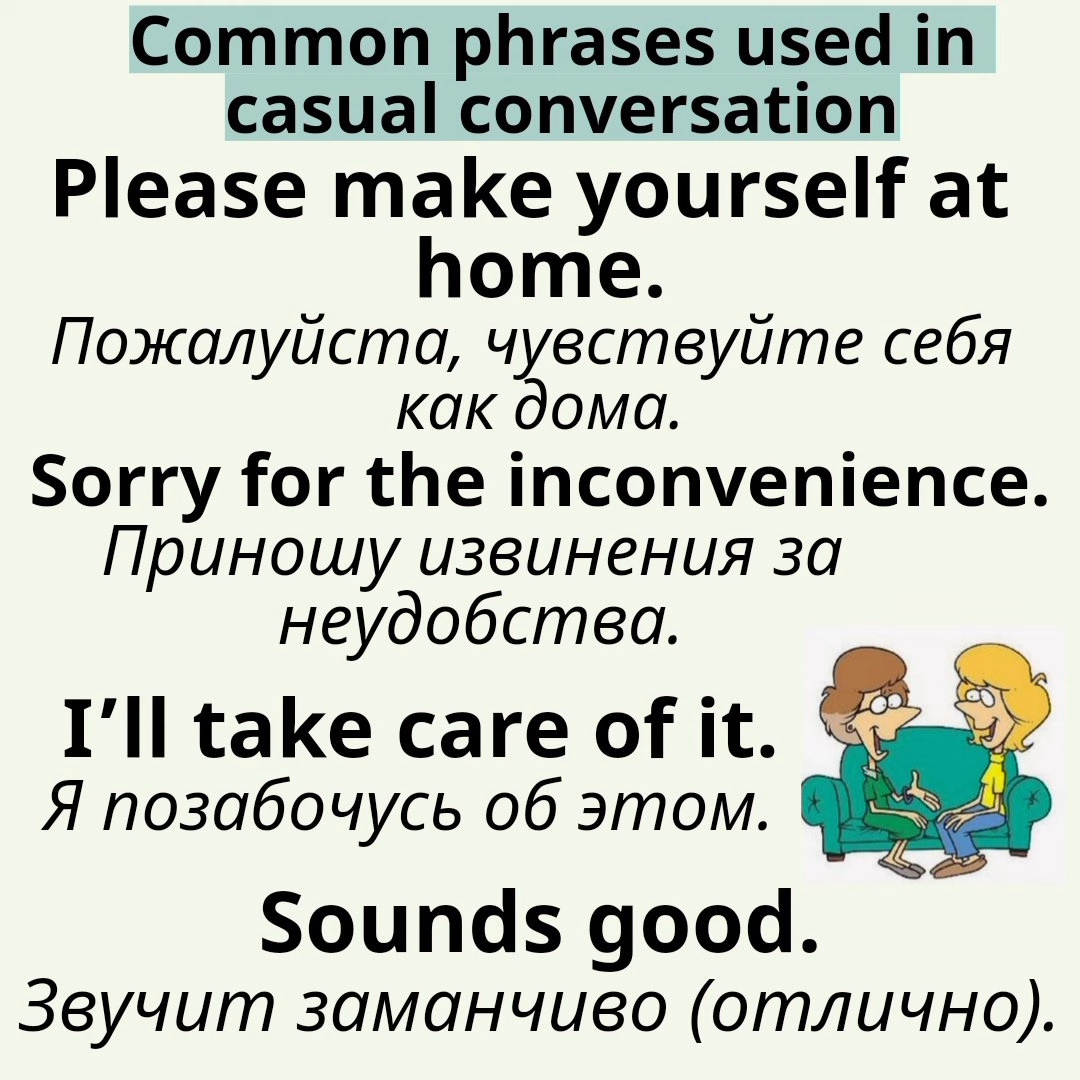 Common phrases used in
casual conversation
Please make yourself at
home.
Пожалуйста, чувствуйте себя
как дома.
Sorry for the inconvenience.
Приношу извинения за
неудобства.
I’ll take care of it.
Я позабочусь об этом.
Sounds good.
Звучит заманчиво (отлично).